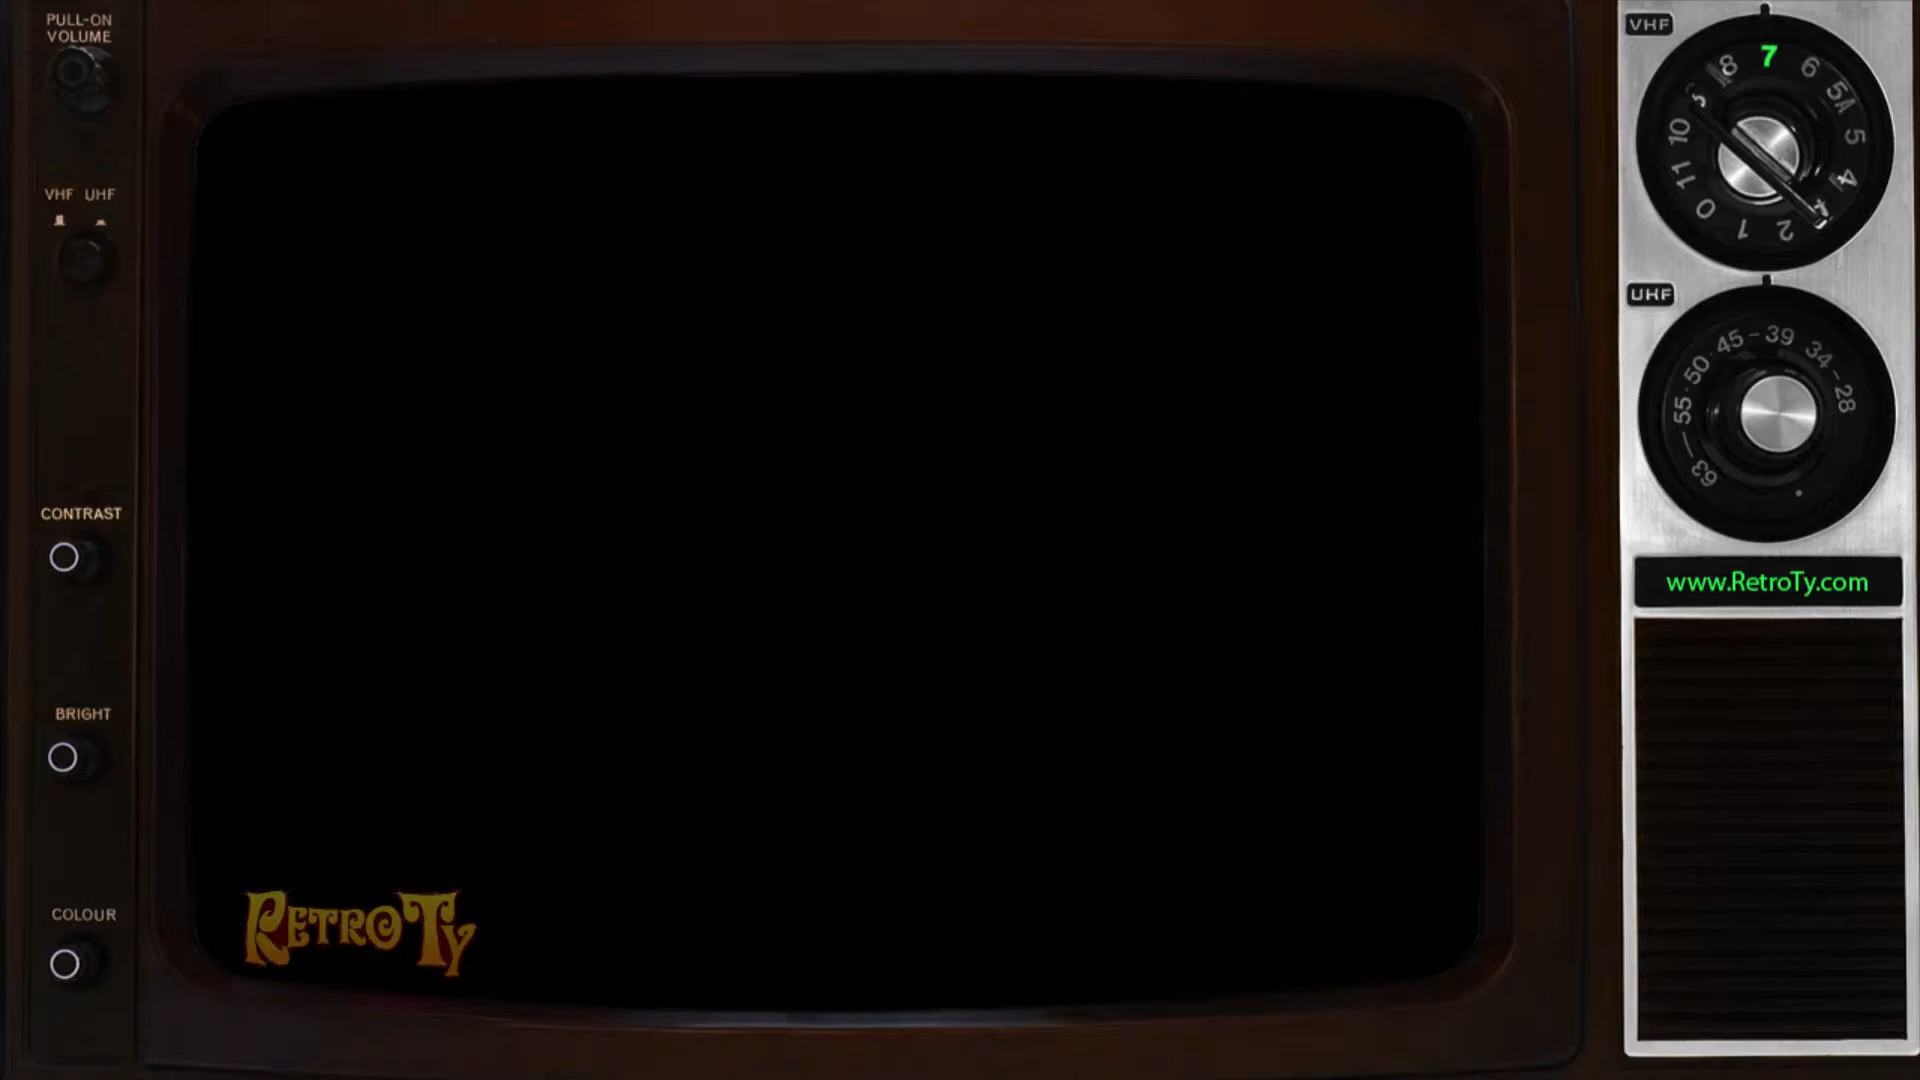 PULL-ON
VOLUME
VHF UHF
CONTRAST
BRIGHT
COLOUR
RetroTy
VHF
7 6 5A 5 4 2 1 0 11 10 8
UHF
63 55 50 45 39 34 28
www.RetroTy.com